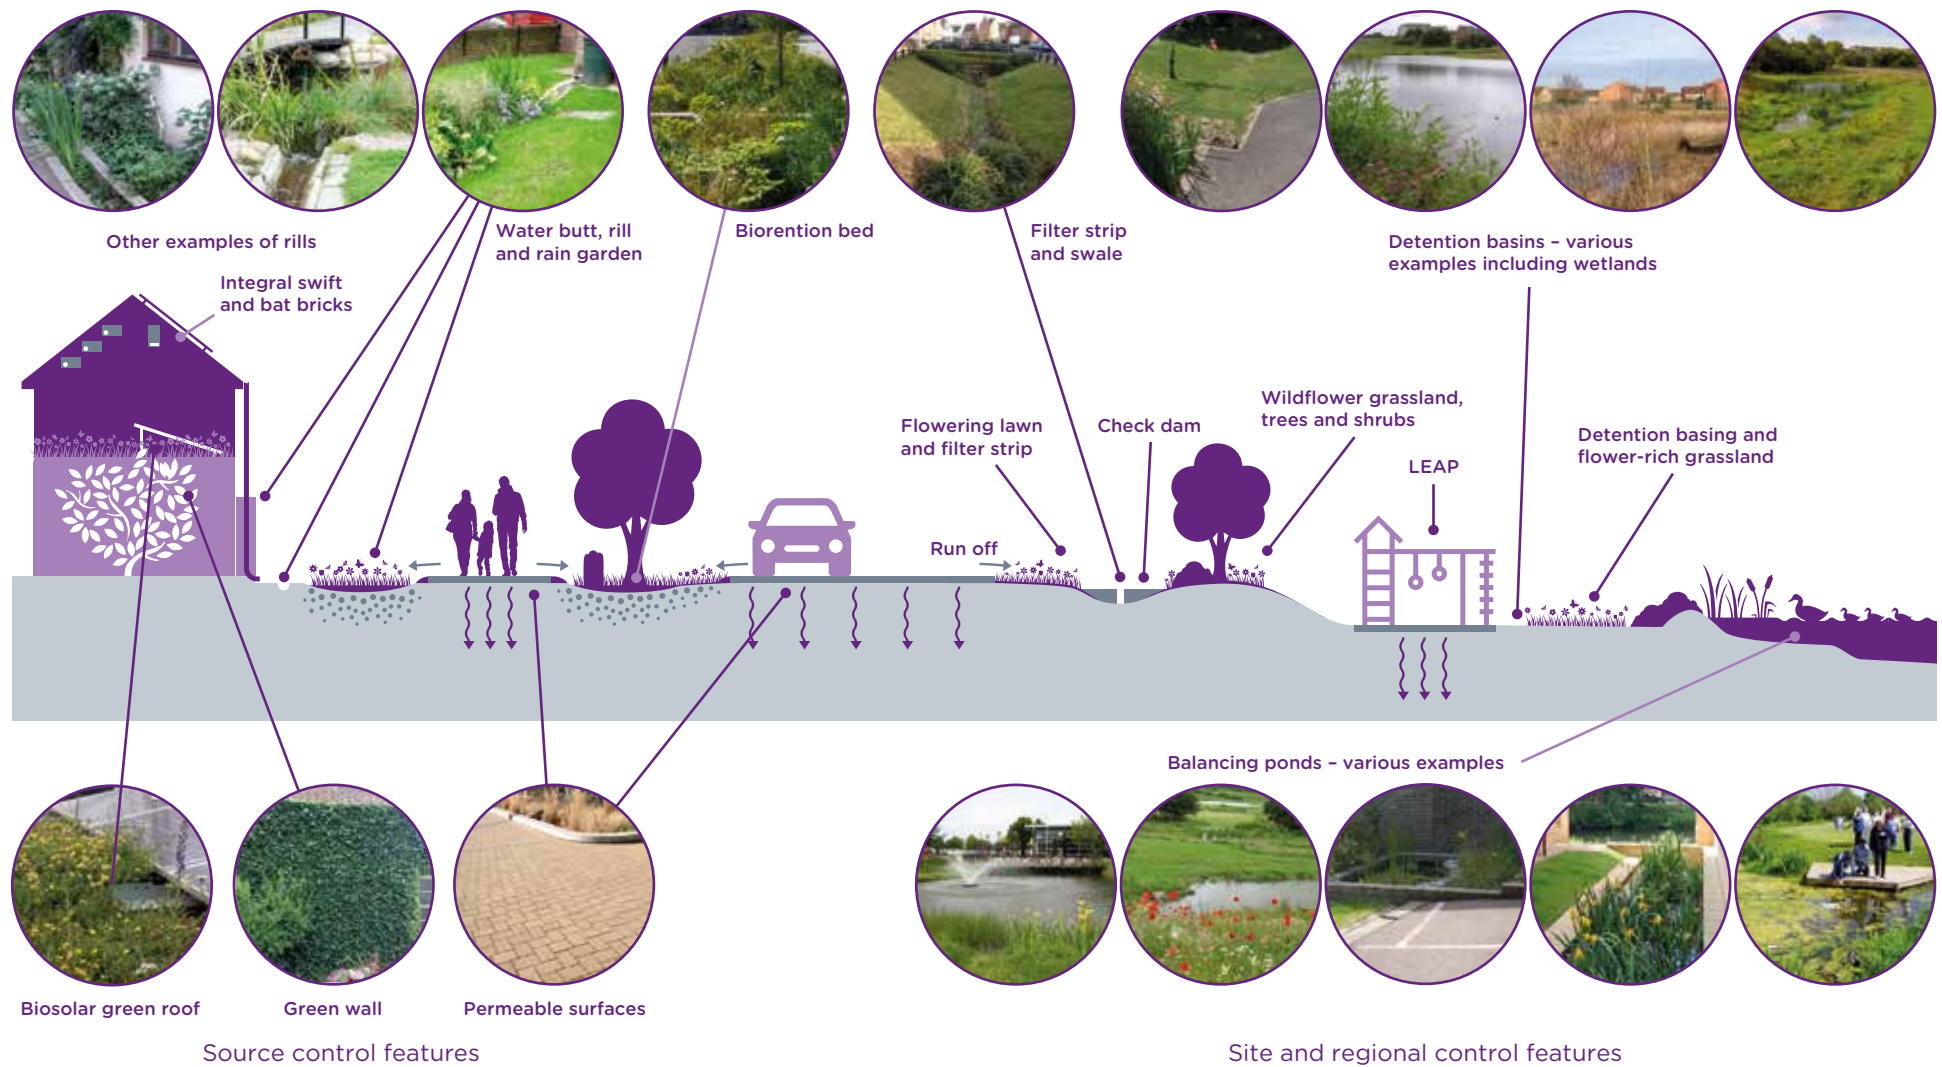 Other examples of rills
Water butt, rill
and rain garden
Biorention bed
Filter strip
and swale
Detention basins – various
examples including wetlands
Integral swift
and bat bricks
Flowering lawn
and filter strip
Check dam
Wildflower grassland,
trees and shrubs
LEAP
Detention basing and
flower-rich grassland
Run off
Balancing ponds – various examples
Biosolar green roof
Green wall
Permeable surfaces
Source control features
Site and regional control features